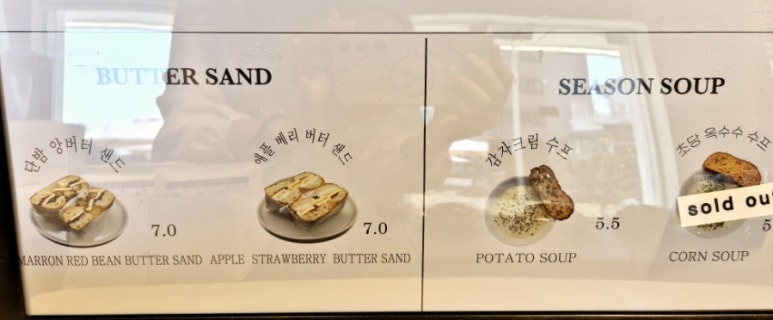 BUTTER SAND
단밤 앙버터 샌드
7.0
MARRON RED BEAN BUTTER SAND
애플 베리 버터 샌드
7.0
APPLE STRAWBERRY BUTTER SAND
SEASON SOUP
감자크림 수프
5.5
POTATO SOUP
초당 옥수수 수프
sold ou
5
CORN SOUP